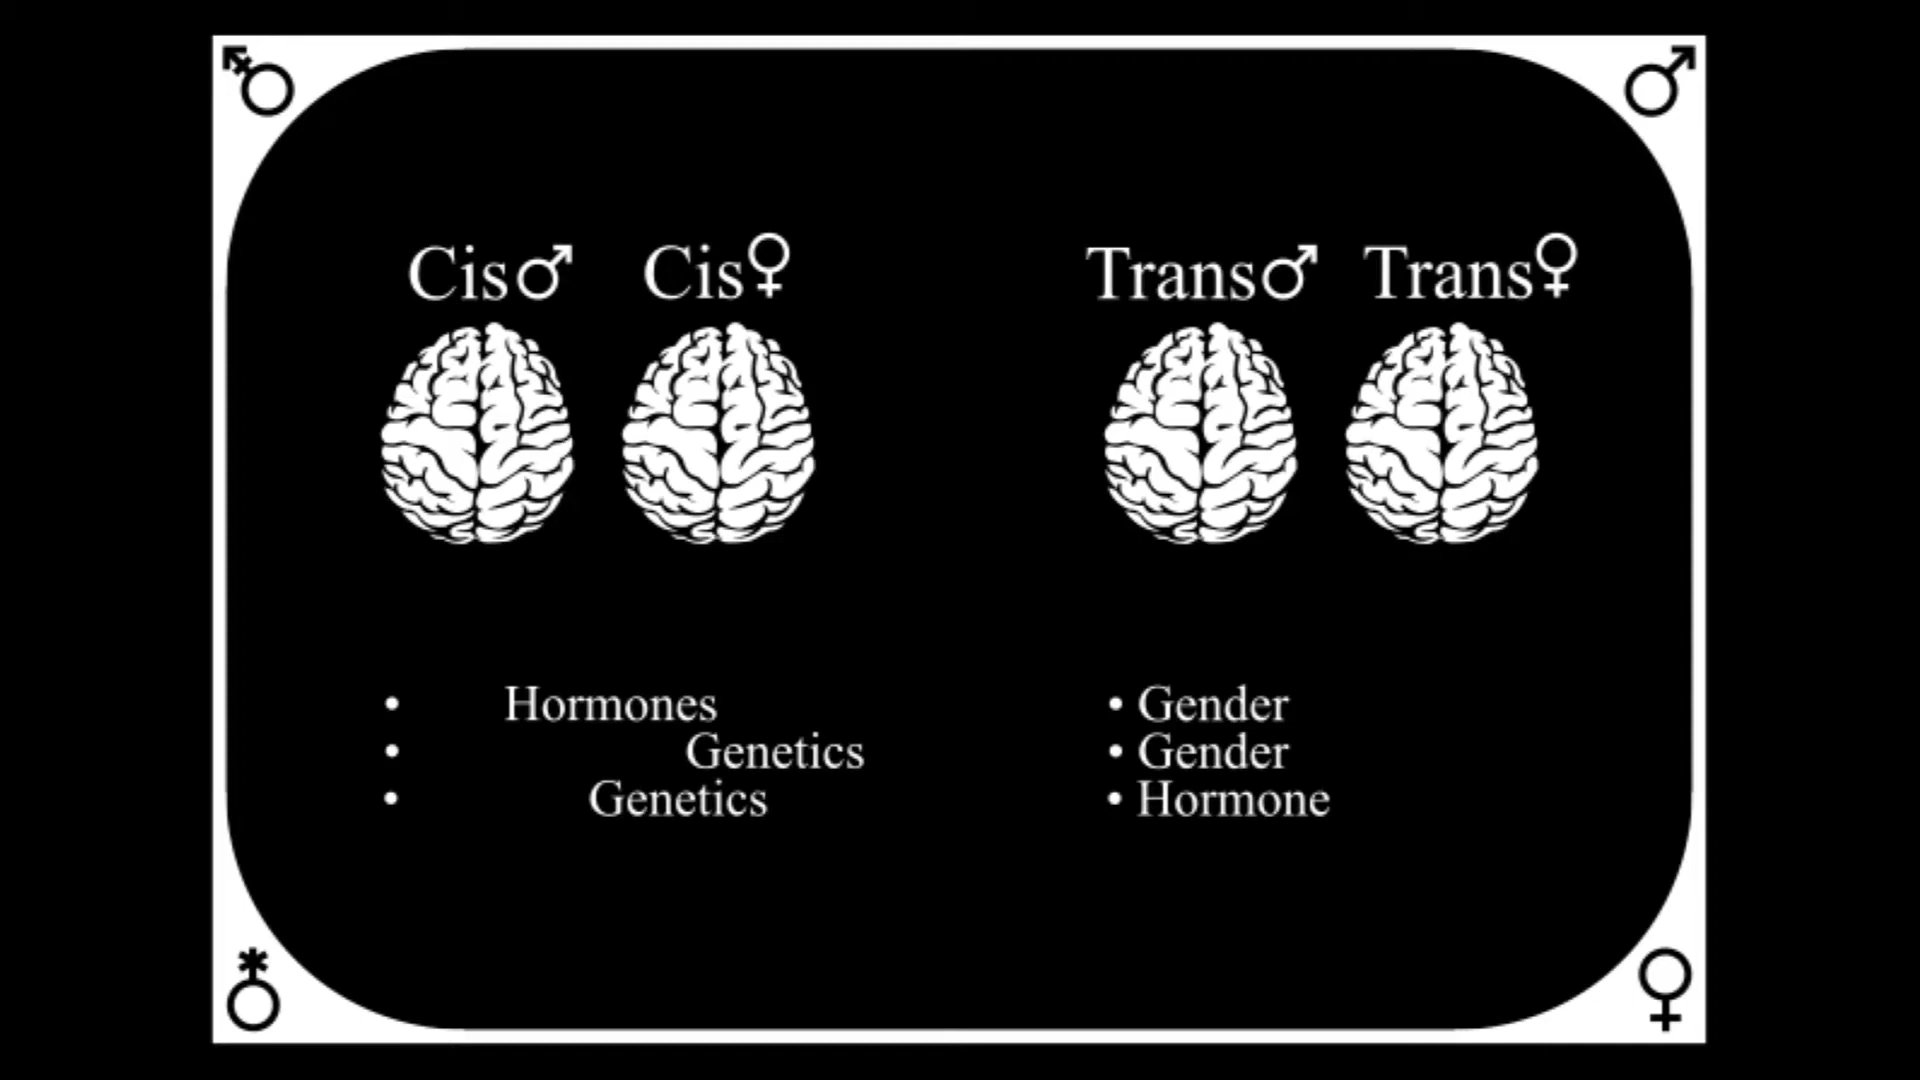 Cis♂ Cis♀ Trans♂ Trans♀
• Hormones
• Genetics
• Genetics
• Gender
• Gender
• Hormone